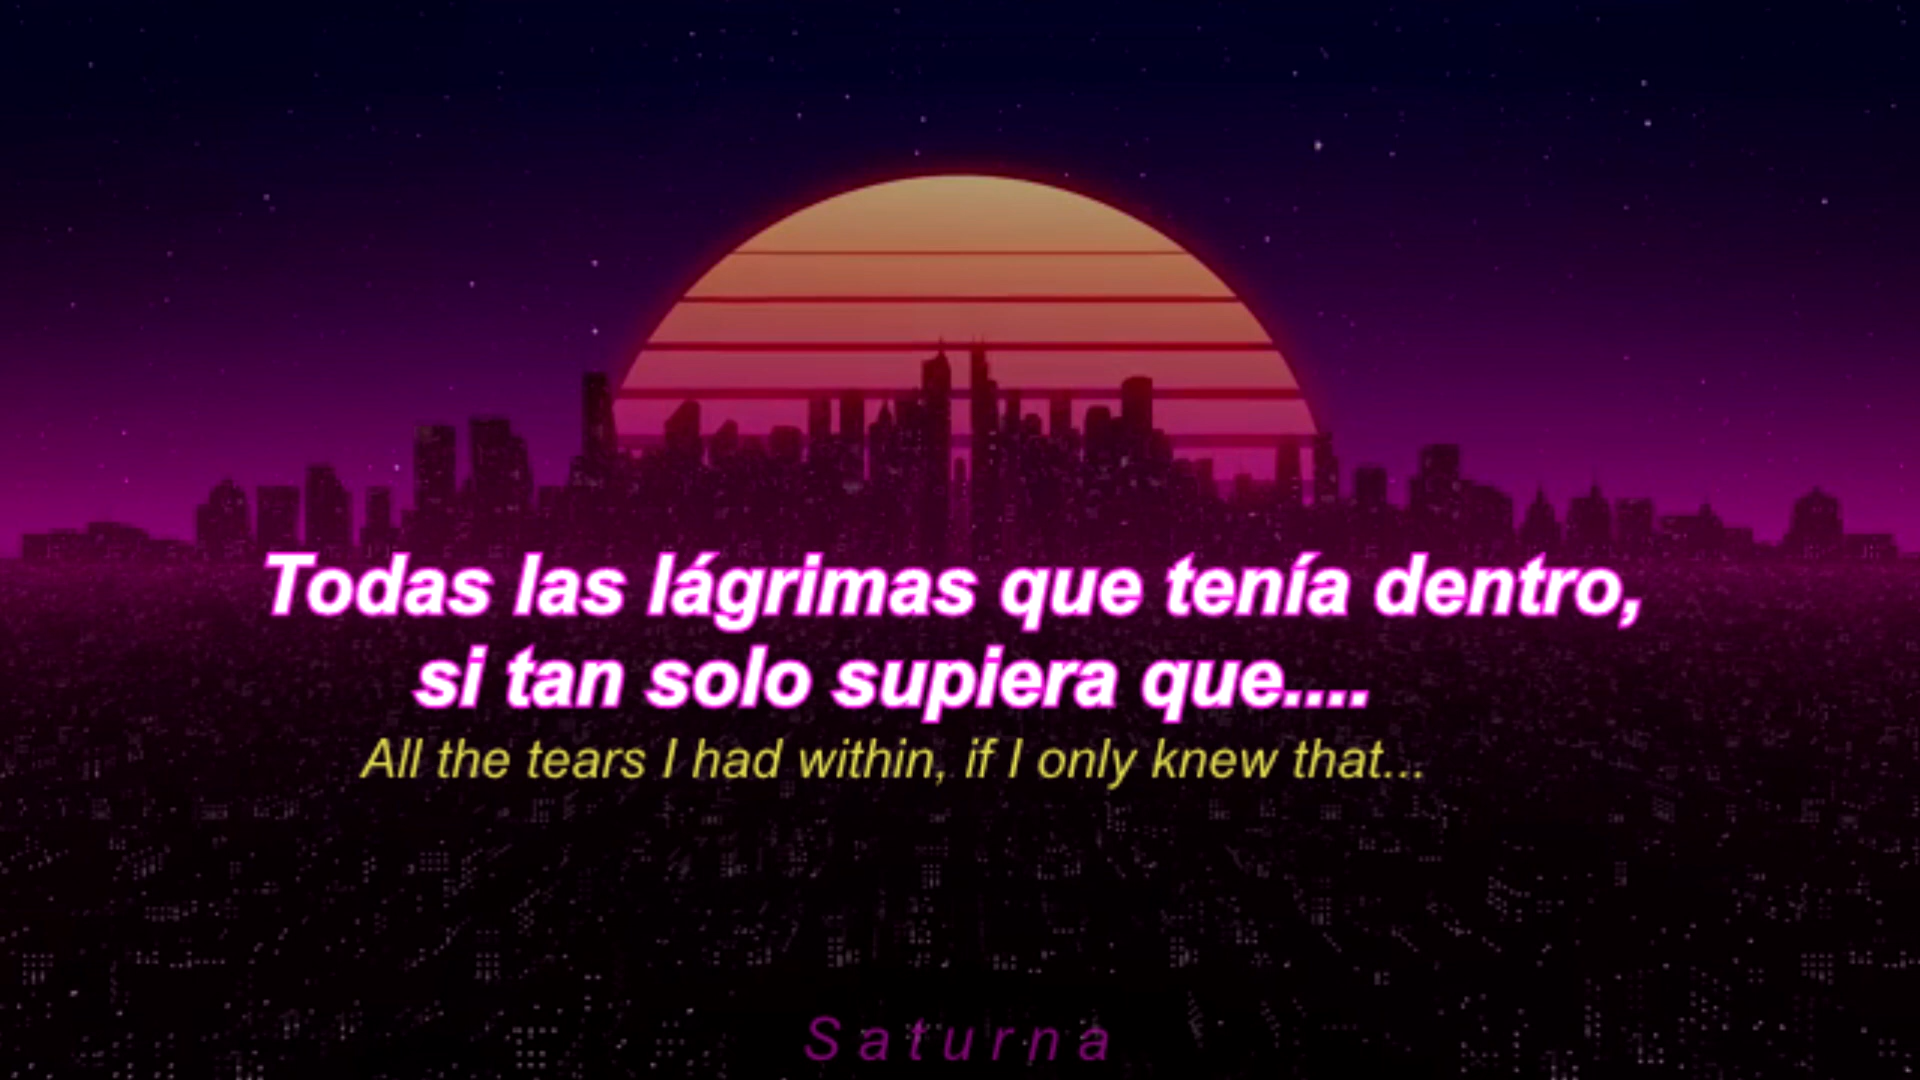 Todas las lágrimas que tenía dentro,
si tan solo supiera que....
All the tears I had within, if I only knew that...
Saturna